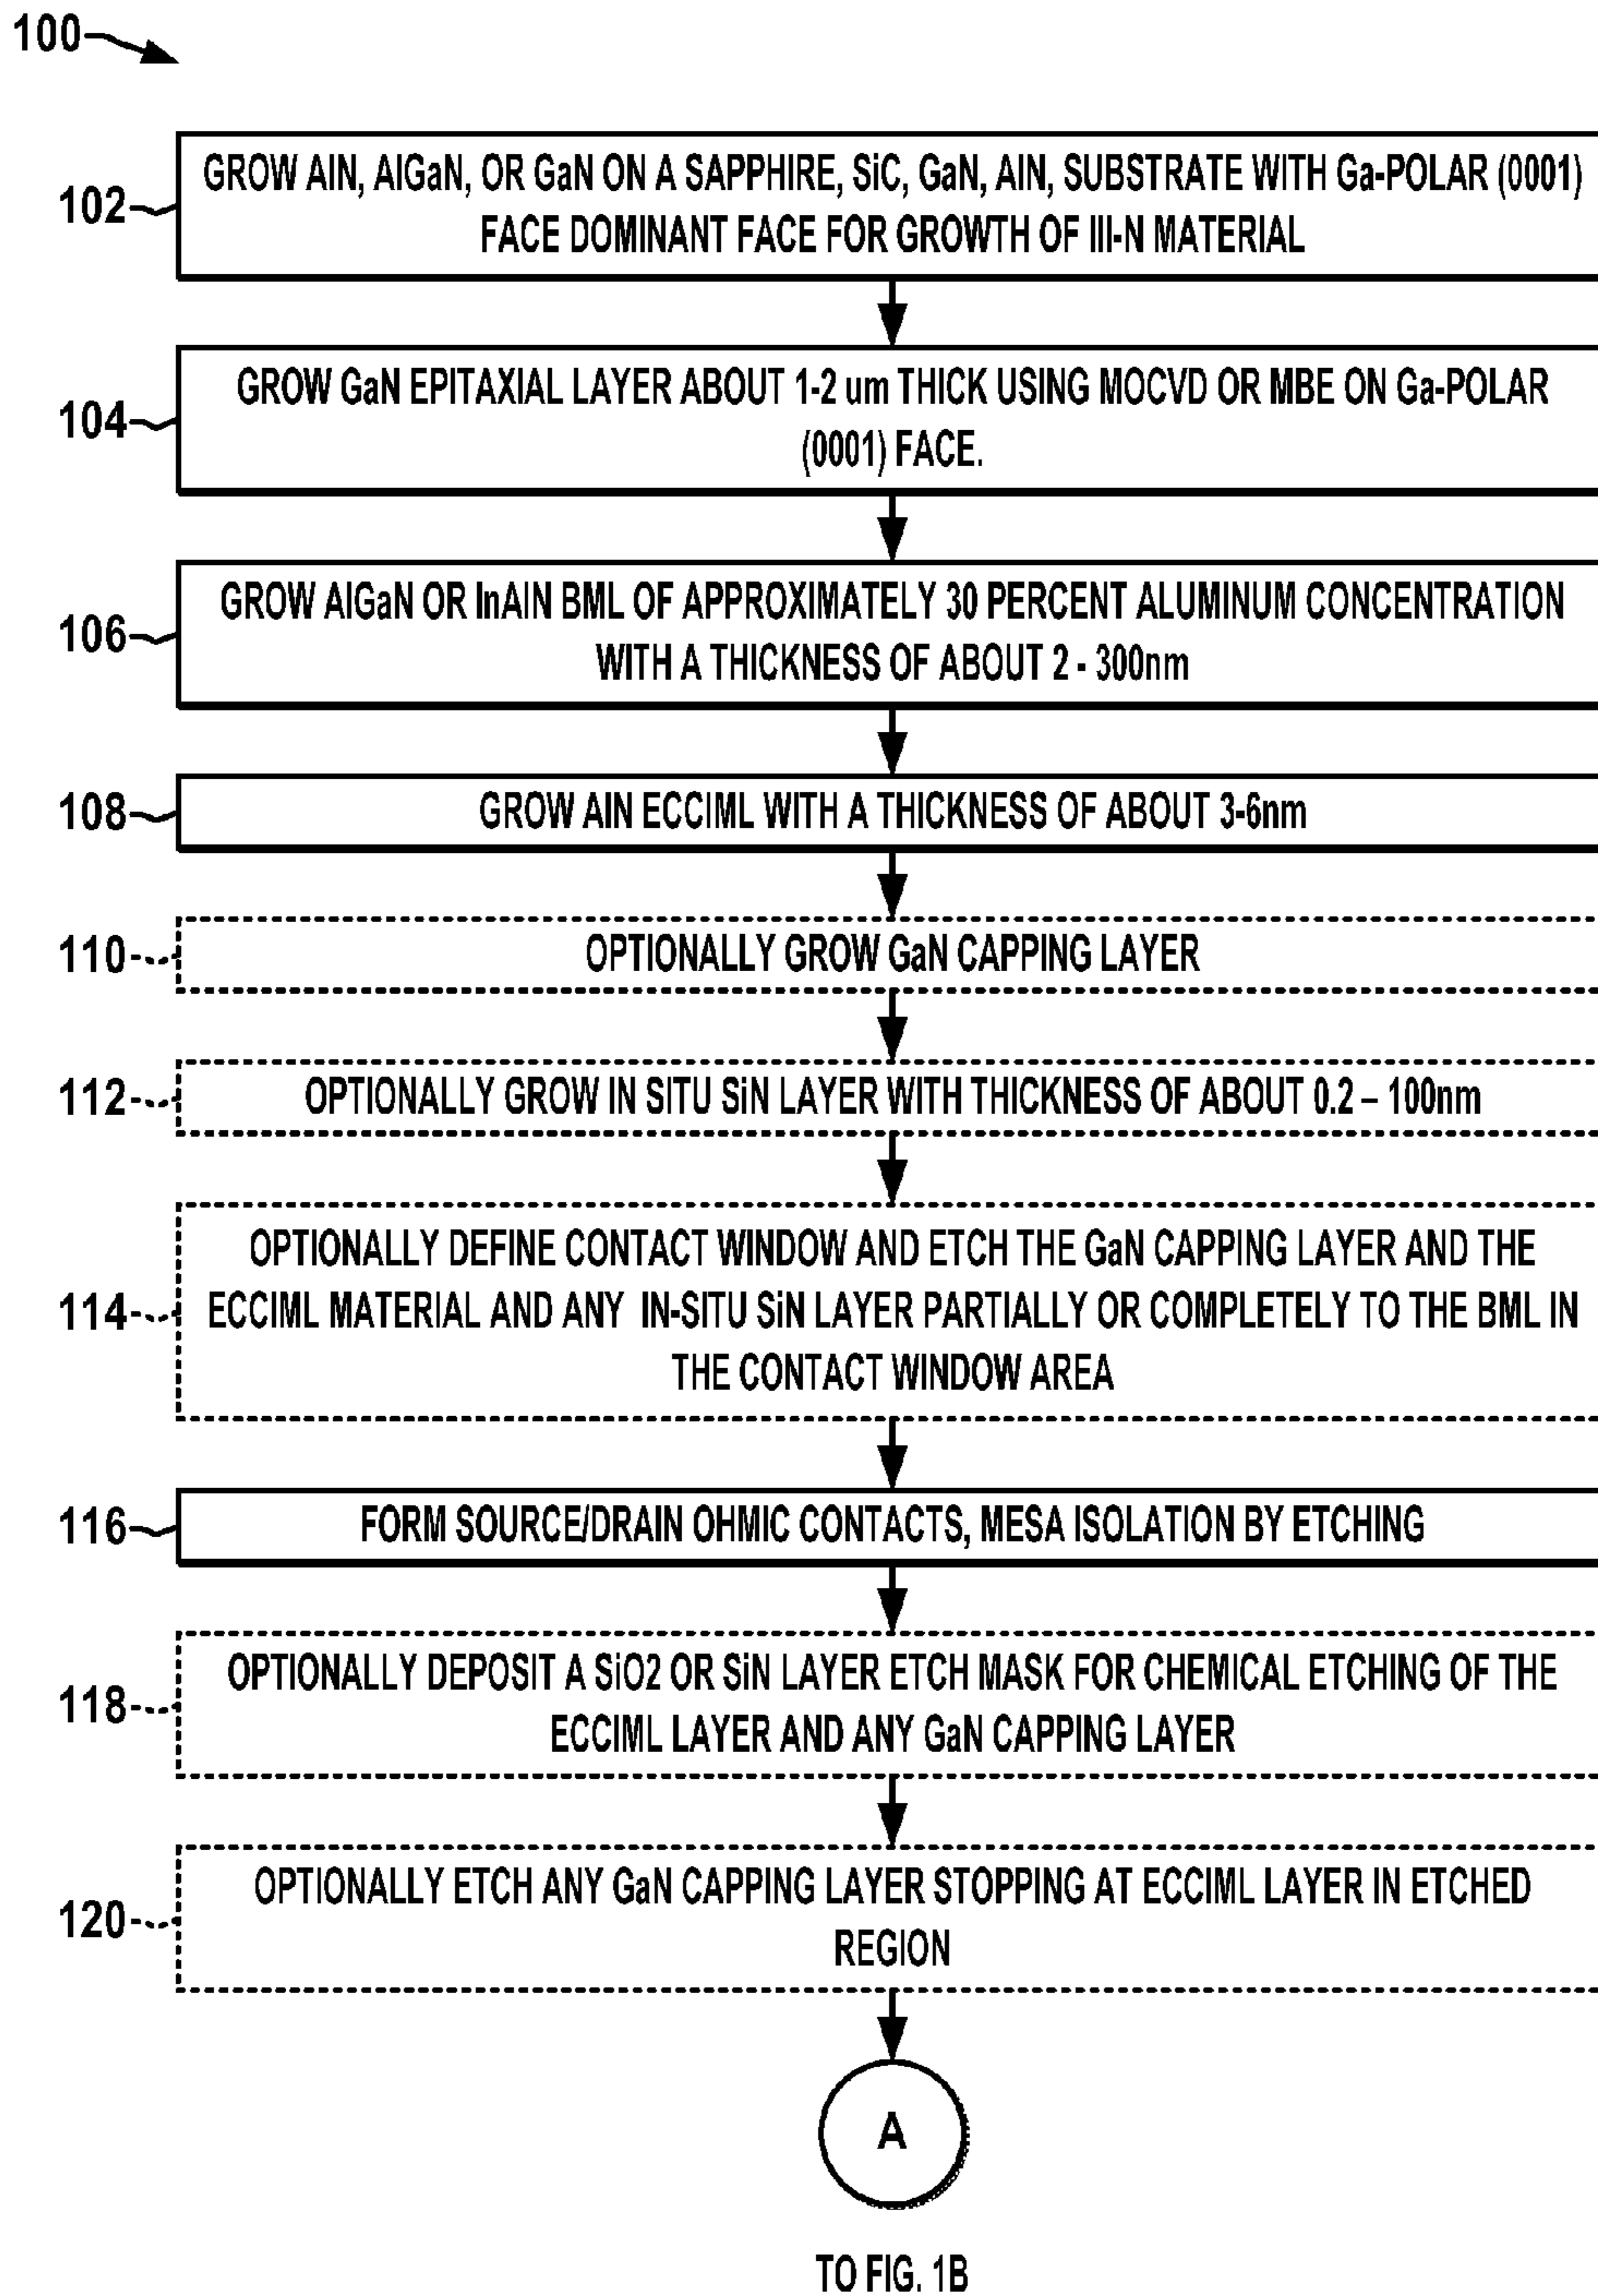 100
102
GROW AlN, AlGaN, OR GaN ON A SAPPHIRE, SiC, GaN, AlN, SUBSTRATE WITH Ga-POLAR (0001)
FACE DOMINANT FACE FOR GROWTH OF III-N MATERIAL
104
GROW GaN EPITAXIAL LAYER ABOUT 1-2 um THICK USING MOCVD OR MBE ON Ga-POLAR
(0001) FACE.
106
GROW AlGaN OR InAlN BML OF APPROXIMATELY 30 PERCENT ALUMINUM CONCENTRATION
WITH A THICKNESS OF ABOUT 2 - 300nm
108
GROW AlN ECCIML WITH A THICKNESS OF ABOUT 3-6nm
110
OPTIONALLY GROW GaN CAPPING LAYER
112
OPTIONALLY GROW IN SITU SiN LAYER WITH THICKNESS OF ABOUT 0.2 – 100nm
114
OPTIONALLY DEFINE CONTACT WINDOW AND ETCH THE GaN CAPPING LAYER AND THE
ECCIML MATERIAL AND ANY IN-SITU SiN LAYER PARTIALLY OR COMPLETELY TO THE BML IN
THE CONTACT WINDOW AREA
116
FORM SOURCE/DRAIN OHMIC CONTACTS, MESA ISOLATION BY ETCHING
118
OPTIONALLY DEPOSIT A SiO2 OR SiN LAYER ETCH MASK FOR CHEMICAL ETCHING OF THE
ECCIML LAYER AND ANY GaN CAPPING LAYER
120
OPTIONALLY ETCH ANY GaN CAPPING LAYER STOPPING AT ECCIML LAYER IN ETCHED
REGION
A
TO FIG. 1B